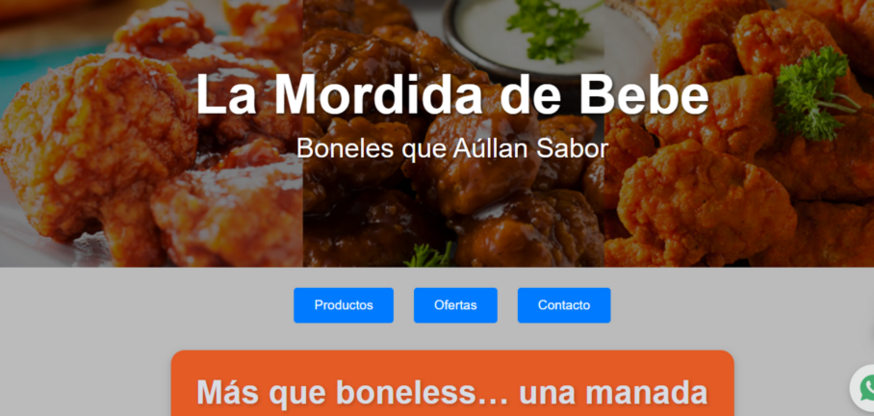 La Mordida de Bebe
Boneles que Aúllan Sabor
Productos
Ofertas
Contacto
Más que boneless... una manada